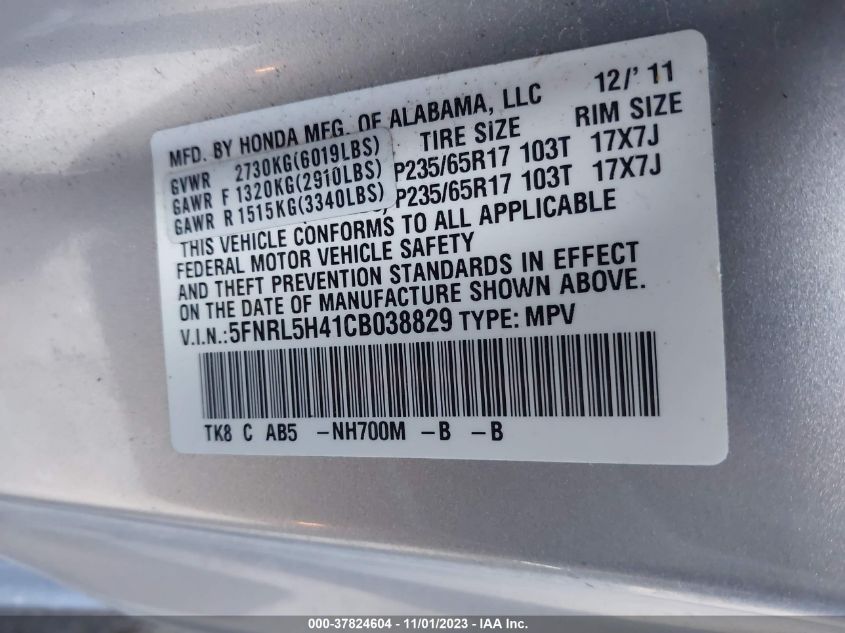 MFD. BY HONDA MFG. OF ALABAMA, LLC 12/'11
TIRE SIZE RIM SIZE
GVWR 2730KG(6019LBS)
GAWR F 1320KG(2910LBS) P235/65R17 103T 17X7J
GAWR R 1515KG(3340LBS) P235/65R17 103T 17X7J
THIS VEHICLE CONFORMS TO ALL APPLICABLE
FEDERAL MOTOR VEHICLE SAFETY
AND THEFT PREVENTION STANDARDS IN EFFECT
ON THE DATE OF MANUFACTURE SHOWN ABOVE.
V.I.N.:5FNRL5H41CB038829 TYPE: MPV
TK8 C AB5 -NH700M -B -B
000-37824604 - 11/01/2023 - IAA Inc.